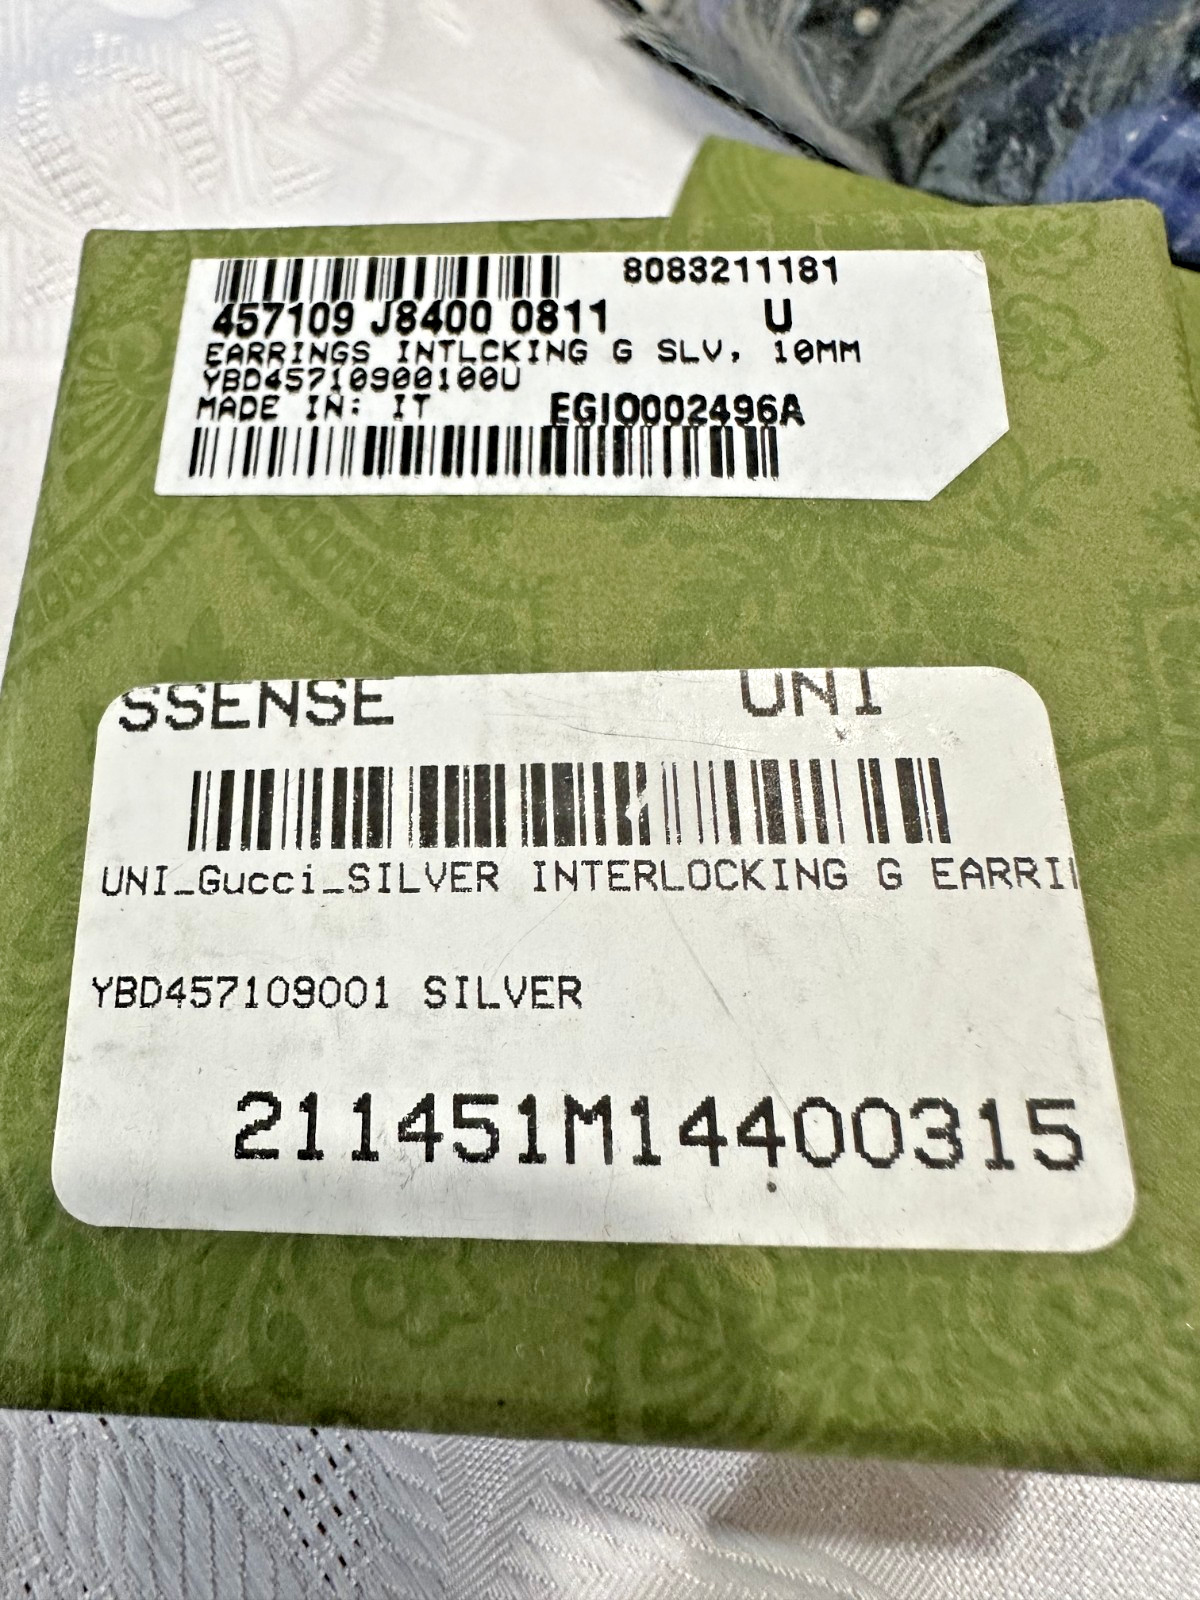 8083211181
457109 J8400 0811 U
EARRINGS INTLCKING G SLV, 10MM
YBD45710900100U
MADE IN: IT EGIO002496A
SSENSE UNI
UNI_Gucci_SILVER INTERLOCKING G EARRI
YBD457109001 SILVER
211451M14400315